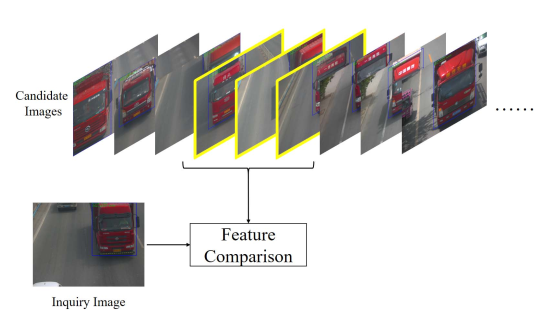 Candidate
Images
......
Feature
Comparison
Inquiry Image